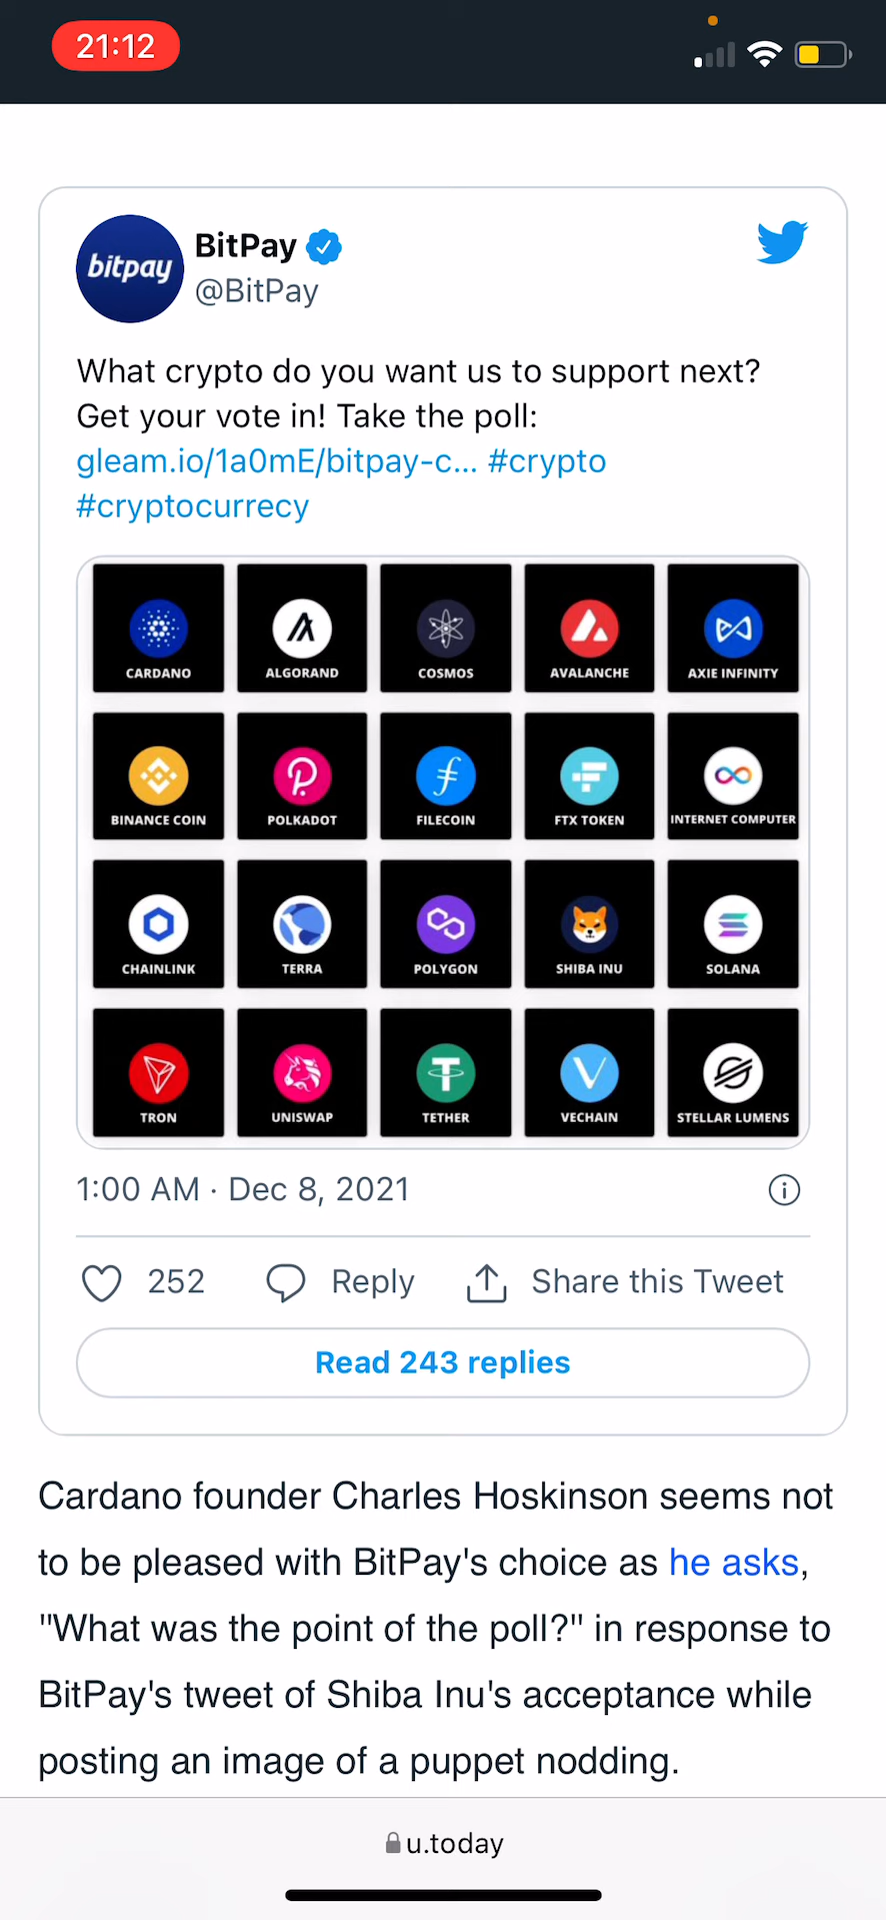 21:12
bitpay
BitPay
@BitPay
What crypto do you want us to support next?
Get your vote in! Take the poll:
gleam.io/1a0mE/bitpay-c... #crypto
#cryptocurrecy
CARDANO ALGORAND COSMOS AVALANCHE AXIE INFINITY
BINANCE COIN POLKADOT FILECOIN FTX TOKEN INTERNET COMPUTER
CHAINLINK TERRA POLYGON SHIBA INU SOLANA
TRON UNISWAP TETHER VECHAIN STELLAR LUMENS
1:00 AM · Dec 8, 2021
252 Reply Share this Tweet
Read 243 replies
Cardano founder Charles Hoskinson seems not
to be pleased with BitPay's choice as he asks,
"What was the point of the poll?" in response to
BitPay's tweet of Shiba Inu's acceptance while
posting an image of a puppet nodding.
u.today